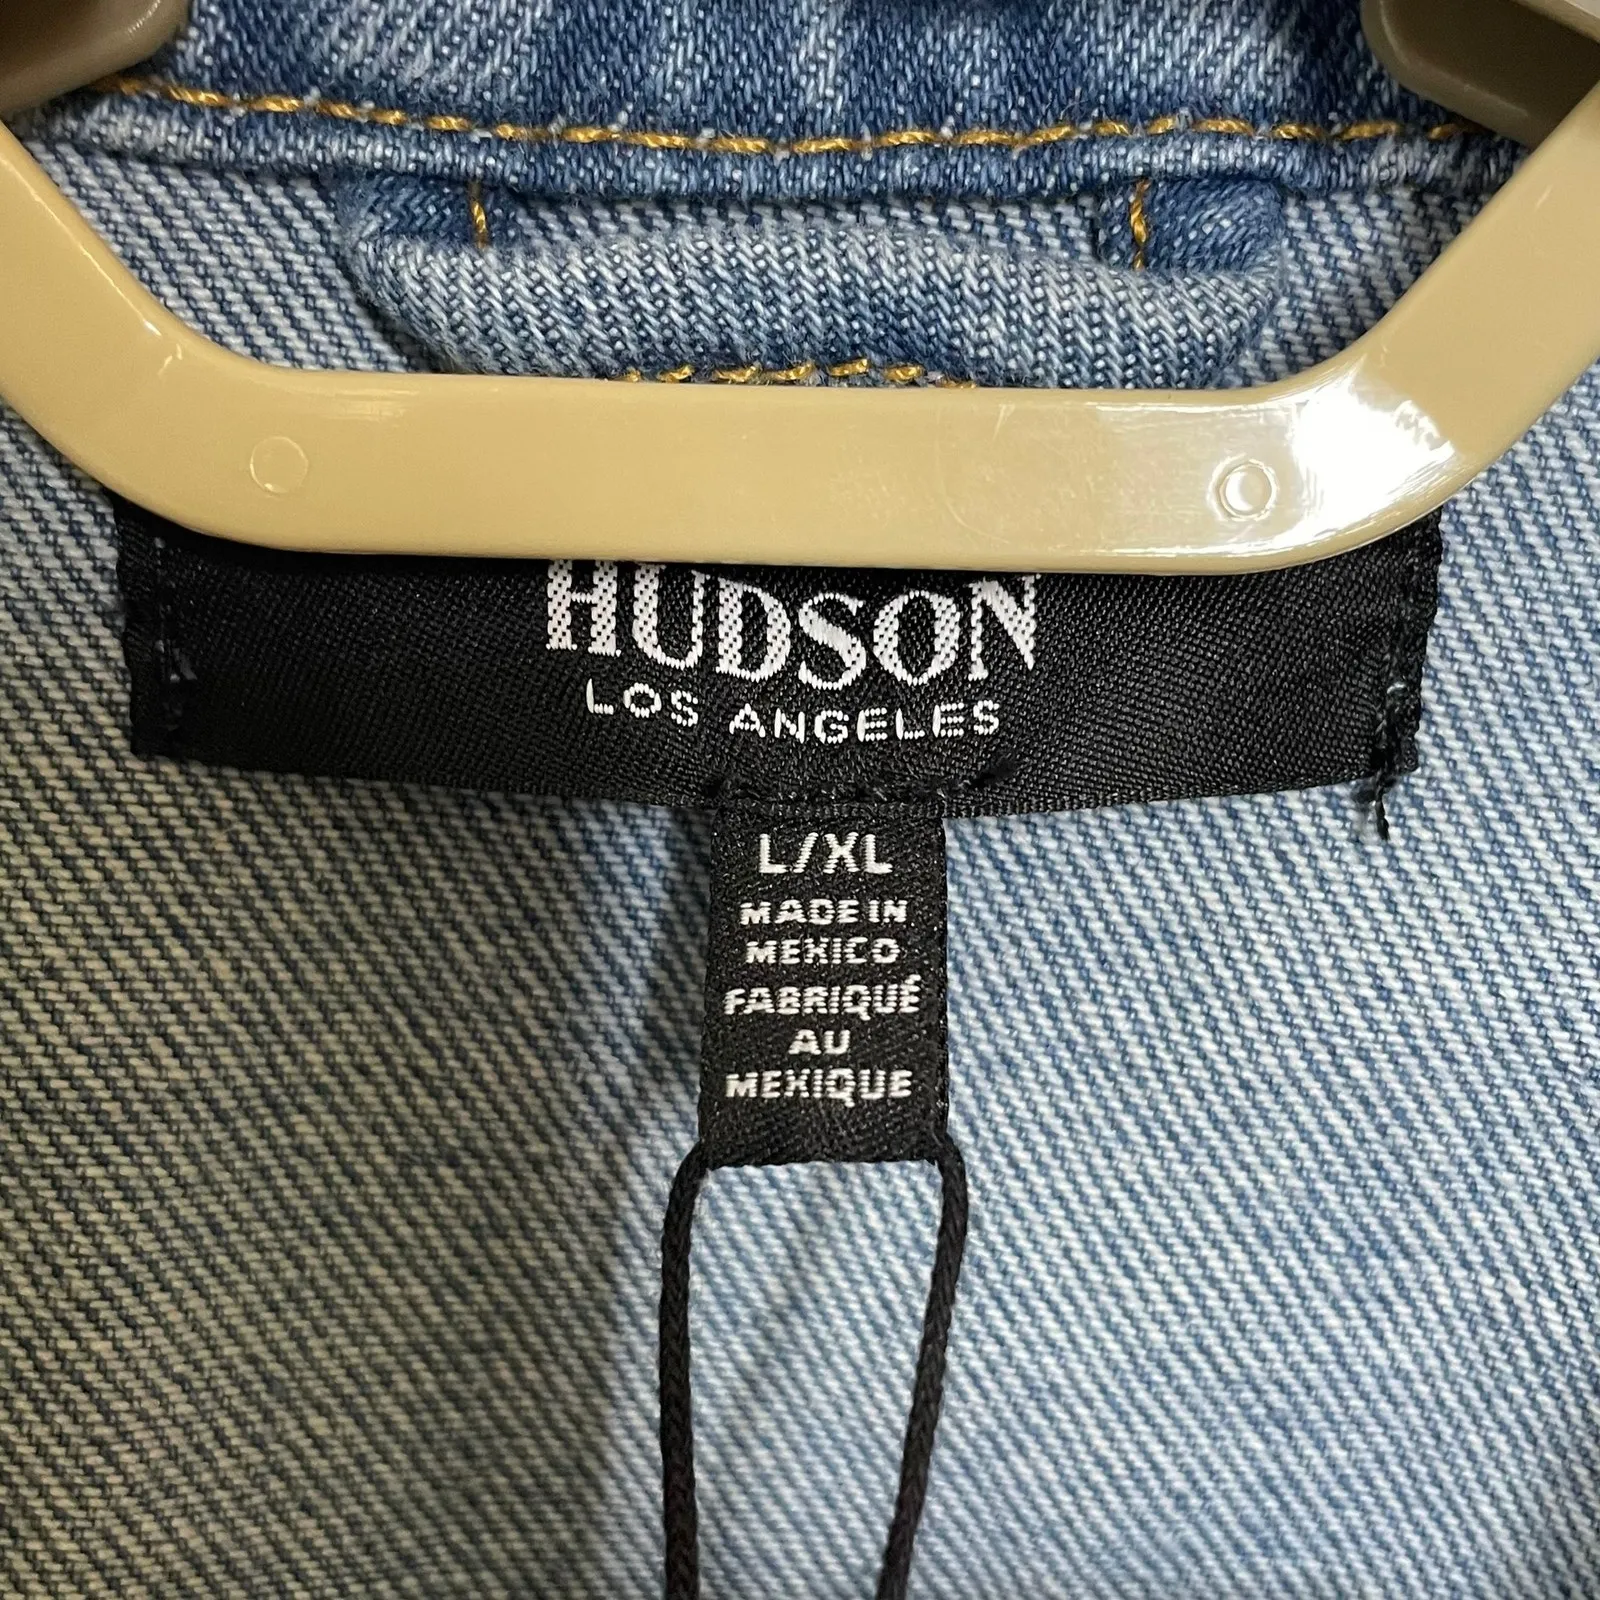 HUDSON
LOS ANGELES
L/XL
MADE IN
MEXICO
FABRIQUÉ
AU
MEXIQUE